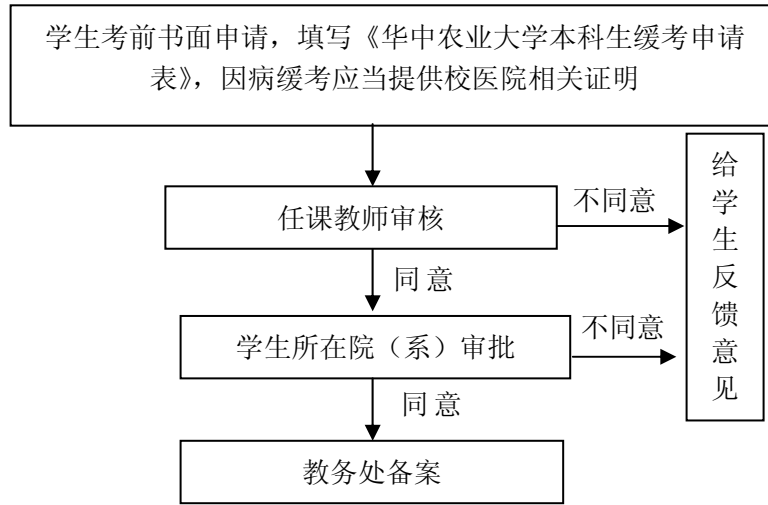 学生考前书面申请，填写《华中农业大学本科生缓考申请
表》，因病缓考应当提供校医院相关证明
任课教师审核
不同意
给学生反馈意见
同意
学生所在院（系）审批
不同意
同意
教务处备案